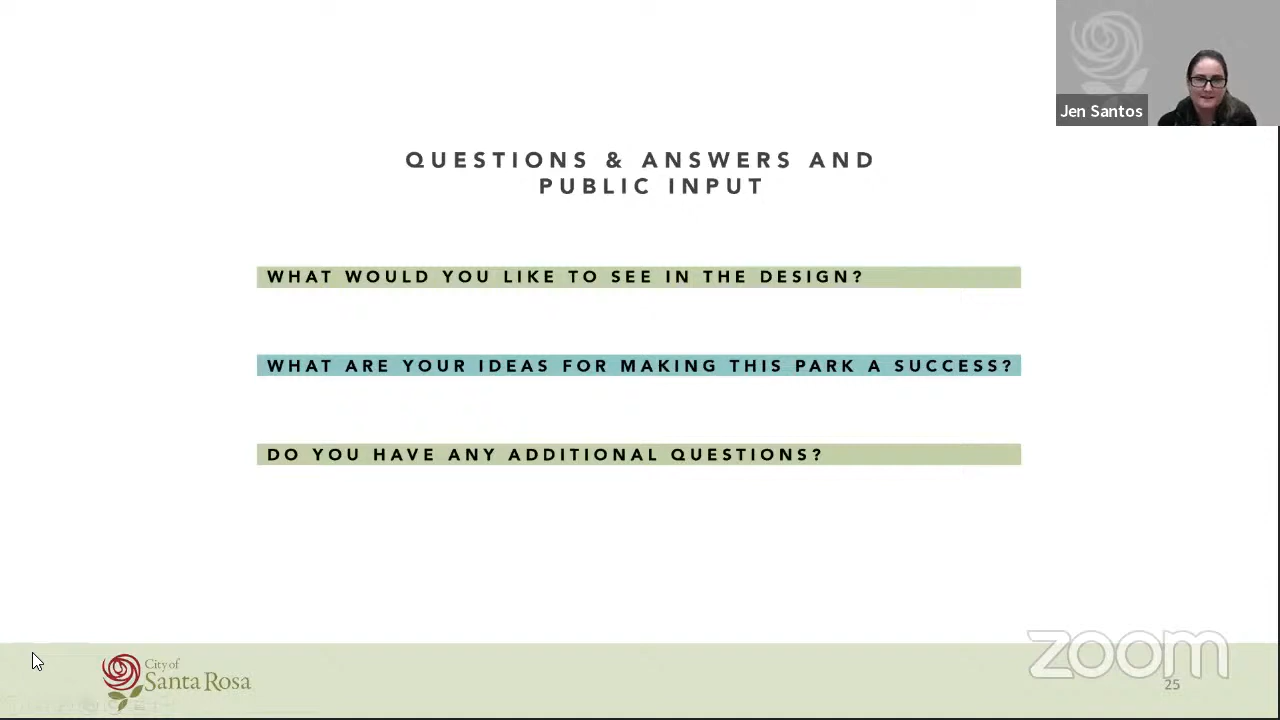 Jen Santos
QUESTIONS & ANSWERS AND
PUBLIC INPUT
WHAT WOULD YOU LIKE TO SEE IN THE DESIGN?
WHAT ARE YOUR IDEAS FOR MAKING THIS PARK A SUCCESS?
DO YOU HAVE ANY ADDITIONAL QUESTIONS?
City of
Santa Rosa
zoom
25